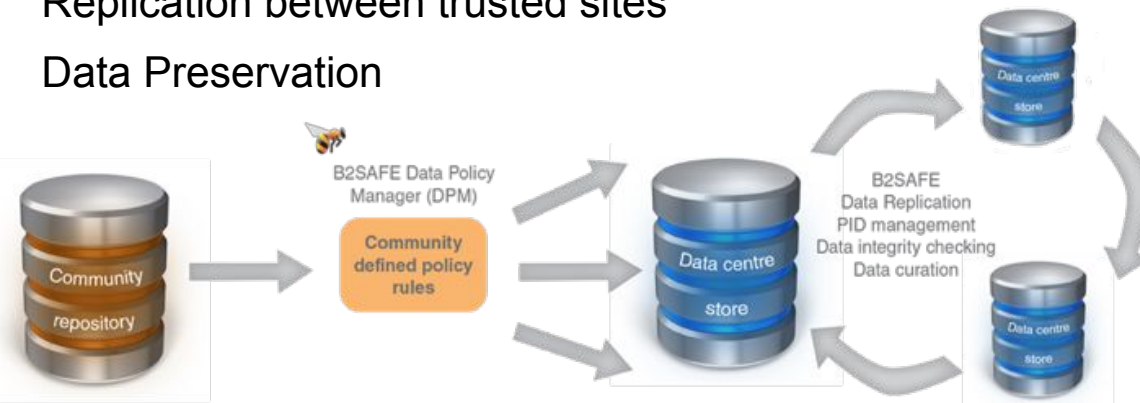 Replication between trusted sites
Data Preservation
B2SAFE Data Policy
Manager (DPM)
Community
defined policy
rules
Community
repository
Data centre
store
Data centre
store
B2SAFE
Data Replication
PID management
Data integrity checking
Data curation
Data centre
store